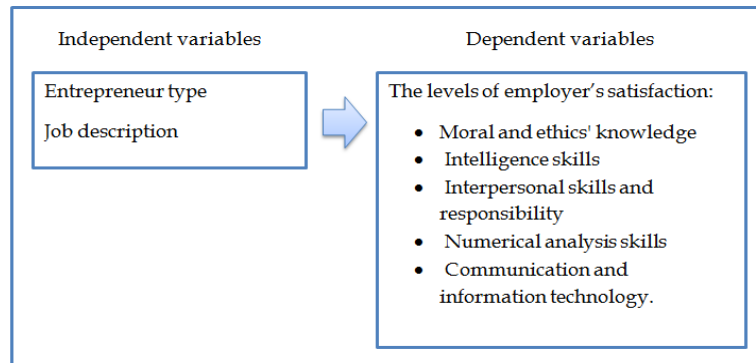 Independent variables
Entrepreneur type
Job description
Dependent variables
The levels of employer’s satisfaction:
• Moral and ethics' knowledge
• Intelligence skills
• Interpersonal skills and
responsibility
• Numerical analysis skills
• Communication and
information technology.